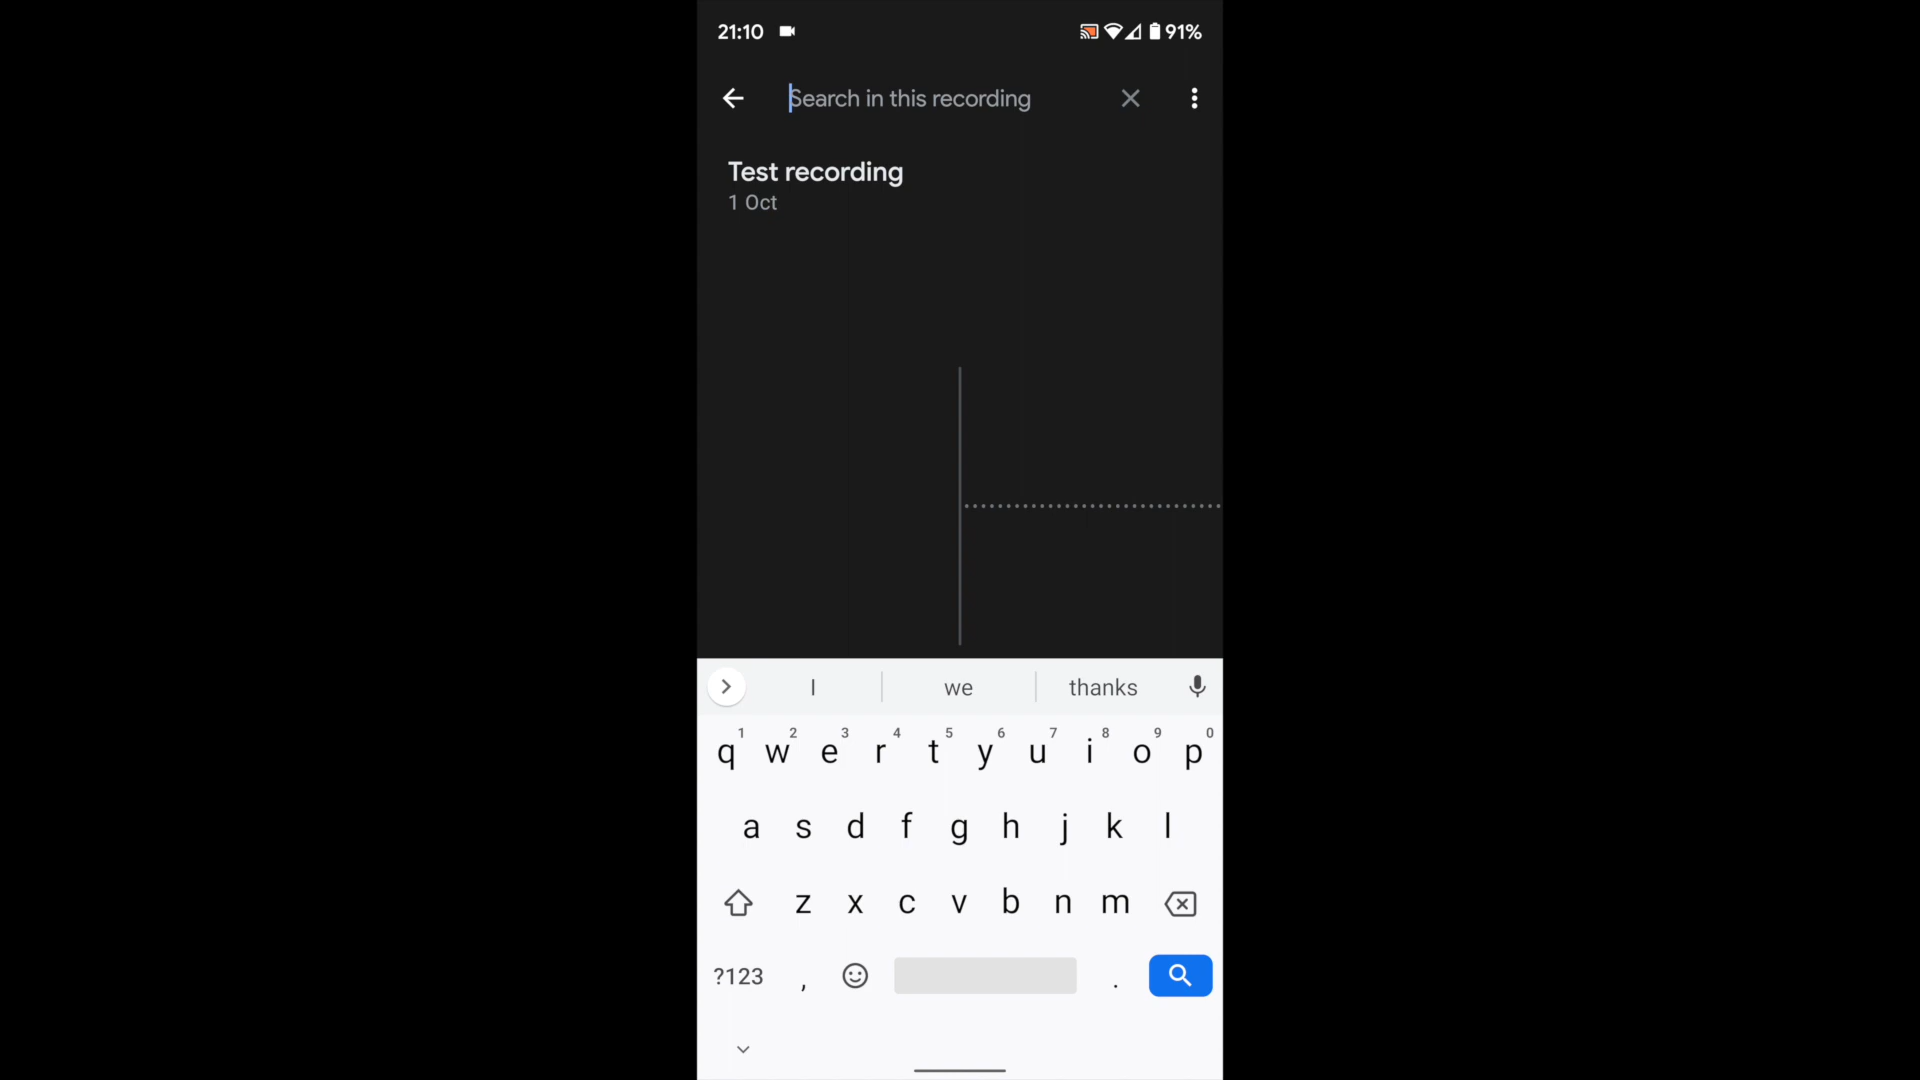 21:10 91%
Search in this recording
Test recording
1 Oct
I we thanks
1 2 3 4 5 6 7 8 9 0
q w e r t y u i o p
a s d f g h j k l
z x c v b n m
?123 , .